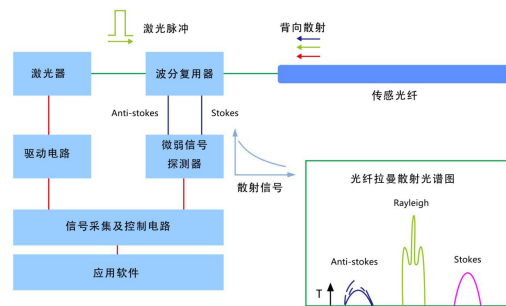 激光脉冲
背向散射
激光器
波分复用器
传感光纤
Anti-stokes
Stokes
驱动电路
微弱信号
探测器
散射信号
光纤拉曼散射光谱图
Rayleigh
信号采集及控制电路
Anti-stokes
Stokes
应用软件
T